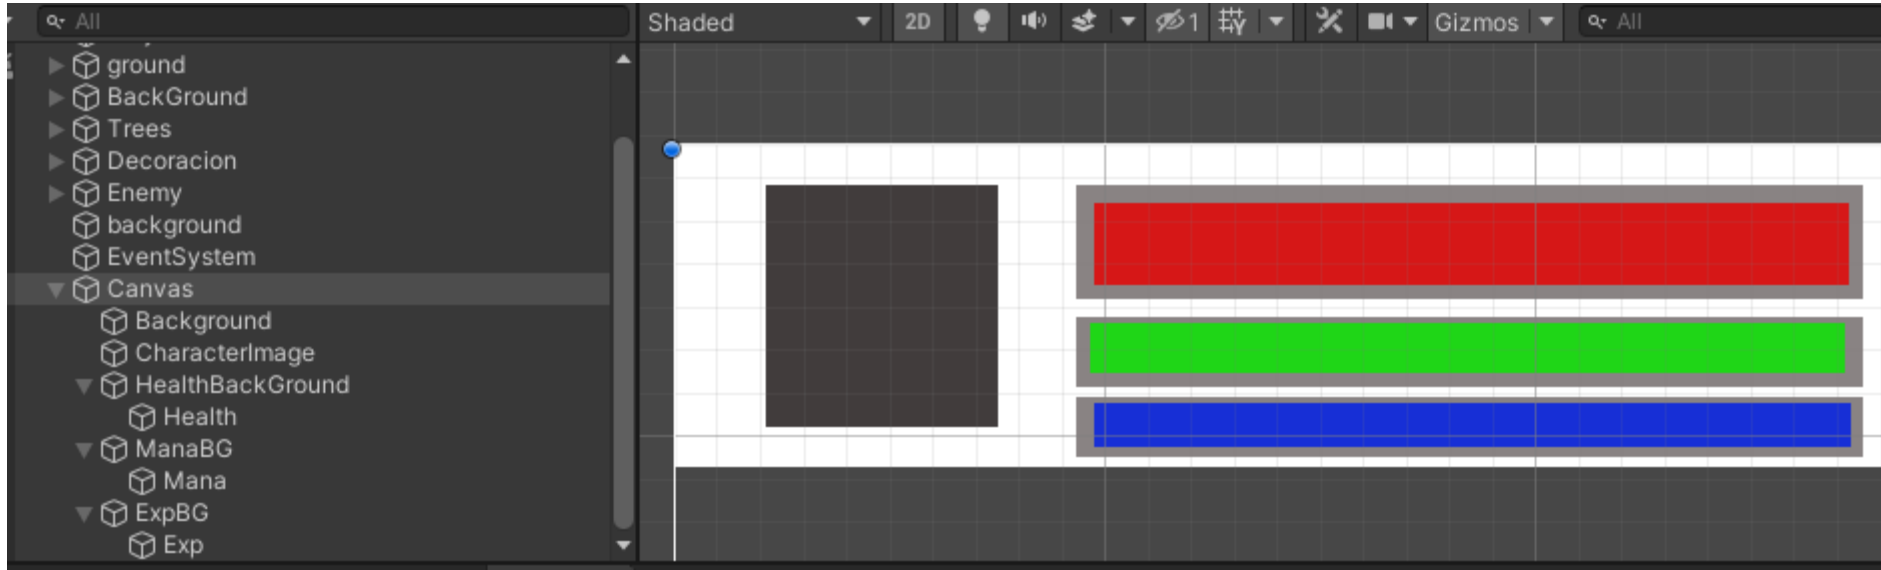 All
Shaded
2D
1
Gizmos
All
ground
BackGround
Trees
Decoracion
Enemy
background
EventSystem
Canvas
Background
CharacterImage
HealthBackGround
Health
ManaBG
Mana
ExpBG
Exp